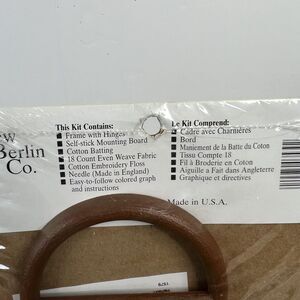 ew
Berlin
Co.
This Kit Contains:
Frame with Hinges
Self-stick Mounting Board
Cotton Batting
18 Count Even Weave Fabric
Cotton Embroidery Floss
Needle (Made in England)
Easy-to-follow colored graph
and instructions
Le Kit Comprend:
Cadre avec Charnières
Bord
Maniement de la Batte du Coton
Tissu Compte 18
Fil à Broderie en Coton
Aiguille a Fait dans Angleterre
Graphique et directives
Made in U.S.A.